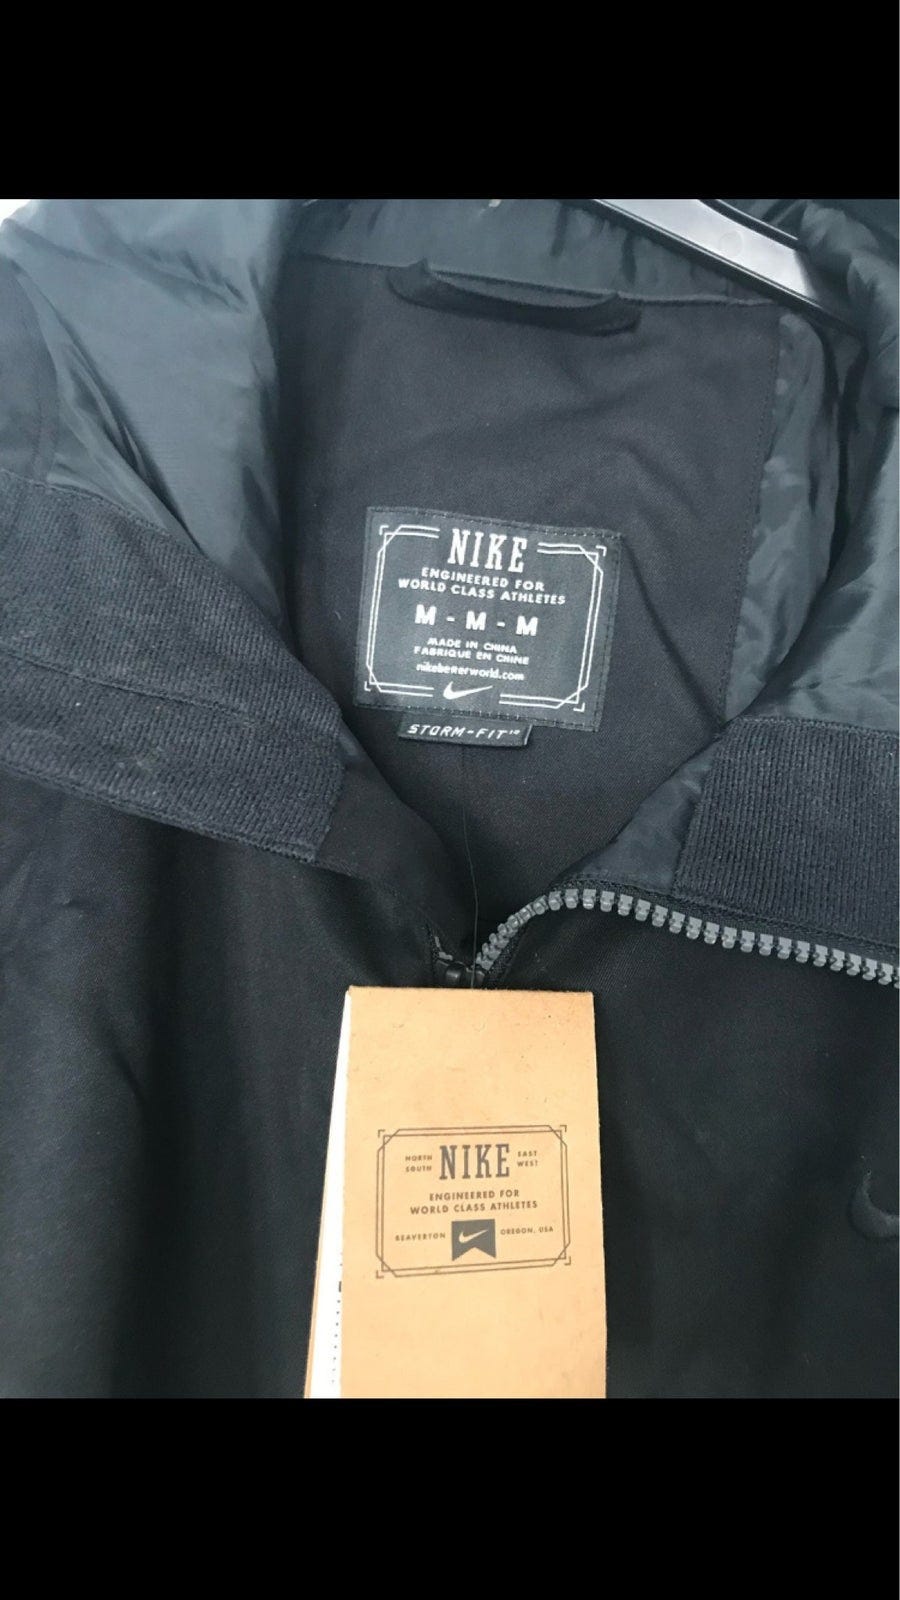 NIKE
ENGINEERED FOR
WORLD CLASS ATHLETES
M - M - M
MADE IN CHINA
FABRIQUE EN CHINE
nikebetterworld.com
STORM-FIT
NORTH NIKE EAST
SOUTH WEST
ENGINEERED FOR
WORLD CLASS ATHLETES
BEAVERTON OREGON, USA